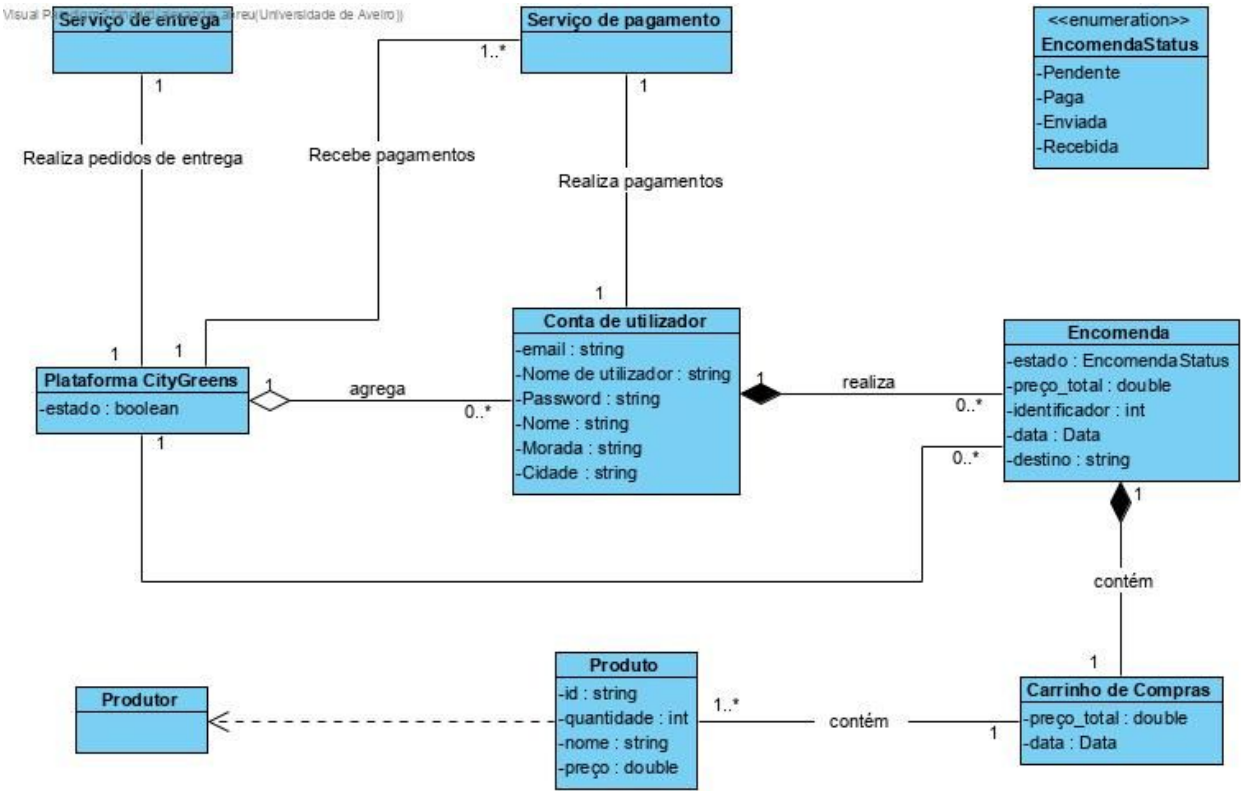 Visual P
Serviço de entrega
1
Realiza pedidos de entrega
1
Serviço de pagamento
1..*
Recebe pagamentos
1
1
Realiza pagamentos
1
<<enumeration>>
EncomendaStatus
-Pendente
-Paga
-Enviada
-Recebida
Plataforma CityGreens
-estado : boolean
1
agrega
0..*
1
Conta de utilizador
-email : string
-Nome de utilizador : string
-Password : string
-Nome : string
-Morada : string
-Cidade : string
1
realiza
0..*
0..*
Encomenda
-estado : EncomendaStatus
-preço_total : double
-identificador : int
-data : Data
-destino : string
1
contém
1
Produtor
Produto
-id : string
-quantidade : int
-nome : string
-preço : double
1..*
contém
1
Carrinho de Compras
-preço_total : double
-data : Data
(Universidade de Aveiro))